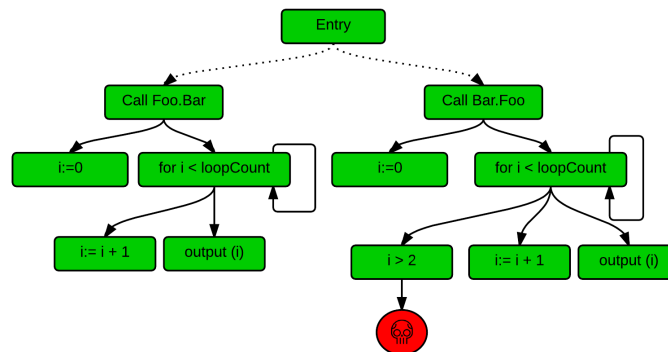 Entry
Call Foo.Bar
Call Bar.Foo
i:=0
for i < loopCount
i:=0
for i < loopCount
i:= i + 1
output (i)
i > 2
i:= i + 1
output (i)